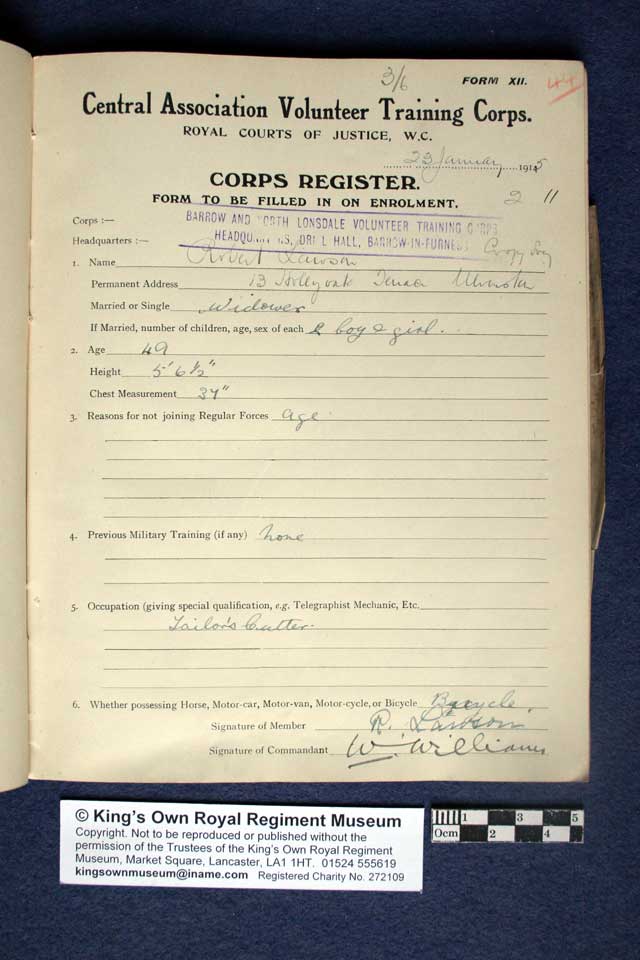 3/6
FORM XII.
44
Central Association Volunteer Training Corps.
ROYAL COURTS OF JUSTICE, W.C.
23 January 1915
CORPS REGISTER.
FORM TO BE FILLED IN ON ENROLMENT.
2 11
Corps :—
BARROW AND NORTH LONSDALE VOLUNTEER TRAINING CORPS
Headquarters :—
HEADQUARTERS, DRILL HALL, BARROW-IN-FURNESS
1. Name Robert Lawson
Permanent Address 13 Hollyoak Terrace Ulverston
Married or Single Widower
If Married, number of children, age, sex of each boy & girl.
2. Age 49
Height 5' 6½"
Chest Measurement 37"
3. Reasons for not joining Regular Forces age
4. Previous Military Training (if any) none
5. Occupation (giving special qualification, e.g. Telegraphist Mechanic, Etc.
Tailor's Cutter.
6. Whether possessing Horse, Motor-car, Motor-van, Motor-cycle, or Bicycle Bicycle.
Signature of Member R. Lawson
Signature of Commandant W. Williams
© King's Own Royal Regiment Museum
Copyright. Not to be reproduced or published without the
permission of the Trustees of the King's Own Royal Regiment
Museum, Market Square, Lancaster, LA1 1HT. 01524 555619
kingsownmuseum@iname.com Registered Charity No. 272109
1 3 5
0cm 2 4